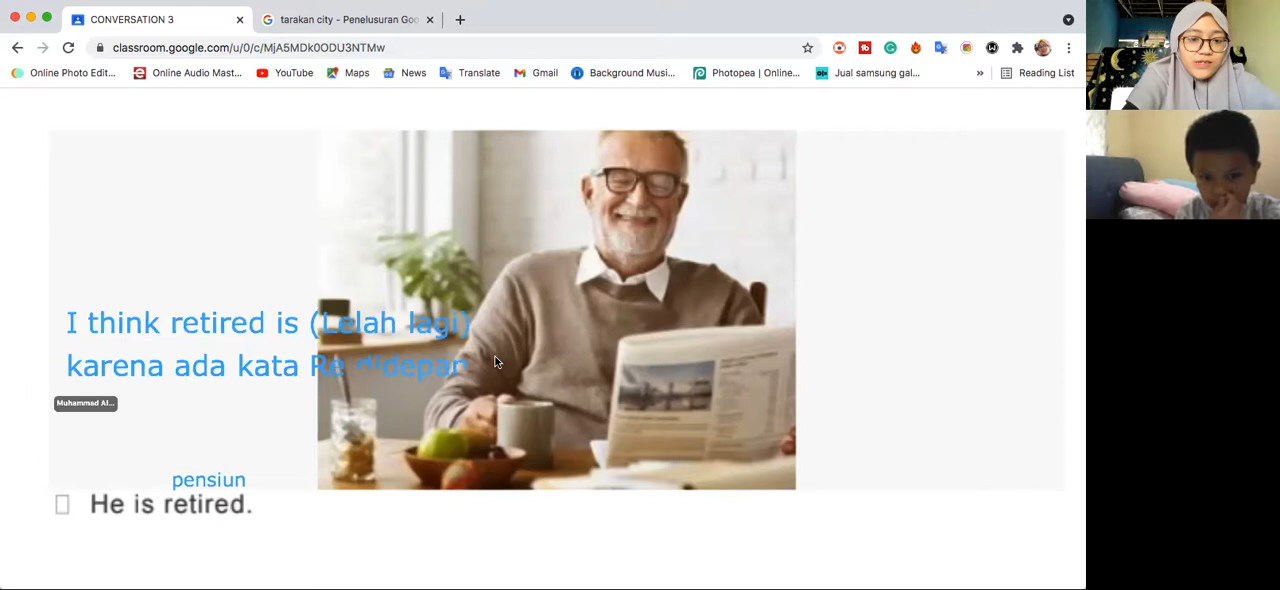 CONVERSATION 3
tarakan city - Penelusuran Goo
classroom.google.com/u/0/c/MjA5MDk0ODU3NTMw
Online Photo Edit...
Online Audio Mast...
YouTube
Maps
News
Translate
Gmail
Background Musi...
Photopea | Online...
Jual samsung gal...
»
Reading List
I think retired is (Lelah lagi)
karena ada kata Re didepan
Muhammad Al...
pensiun
He is retired.